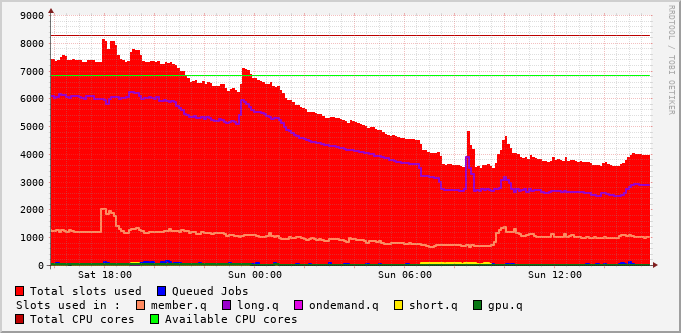 9000
8000
7000
6000
5000
4000
3000
2000
1000
0
Sat 18:00 Sun 00:00 Sun 06:00 Sun 12:00
Total slots used Queued Jobs
Slots used in : member.q long.q ondemand.q short.q gpu.q
Total CPU cores Available CPU cores
RRDTOOL / TOBI OETIKER